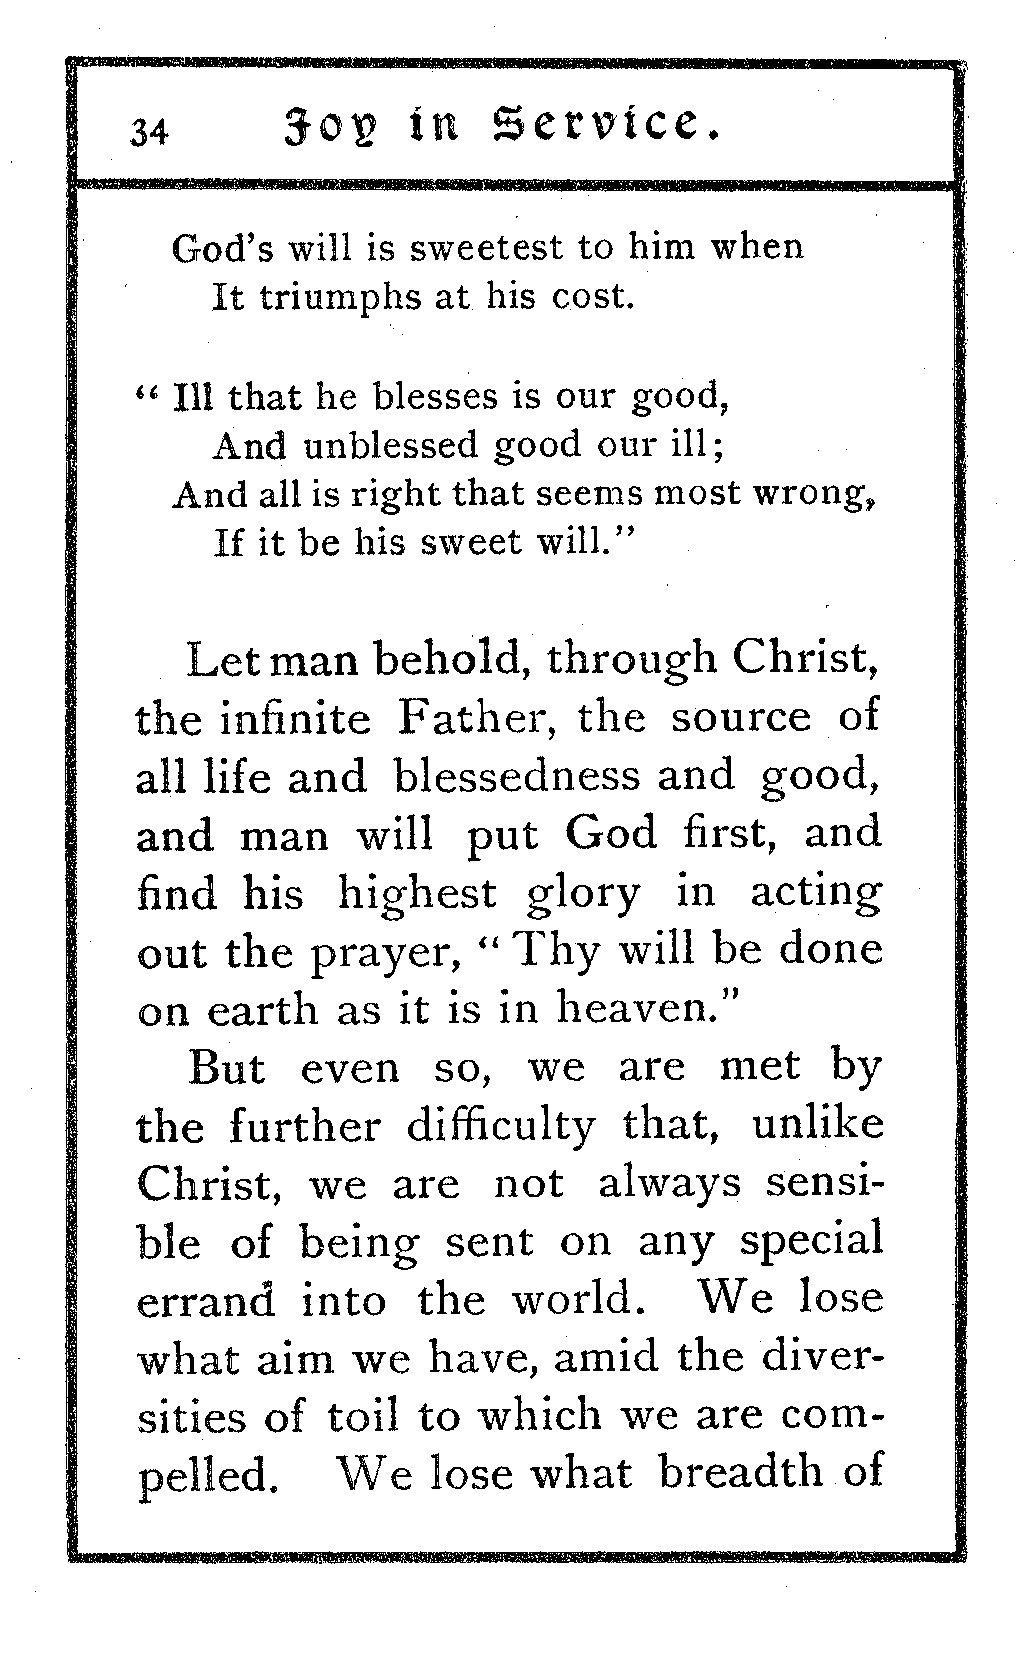 34 Joy in Service.
God's will is sweetest to him when
It triumphs at his cost.
“ Ill that he blesses is our good,
And unblessed good our ill;
And all is right that seems most wrong,
If it be his sweet will.”
Let man behold, through Christ,
the infinite Father, the source of
all life and blessedness and good,
and man will put God first, and
find his highest glory in acting
out the prayer, “ Thy will be done
on earth as it is in heaven.”
But even so, we are met by
the further difficulty that, unlike
Christ, we are not always sensi-
ble of being sent on any special
errand into the world. We lose
what aim we have, amid the diver-
sities of toil to which we are com-
pelled. We lose what breadth of